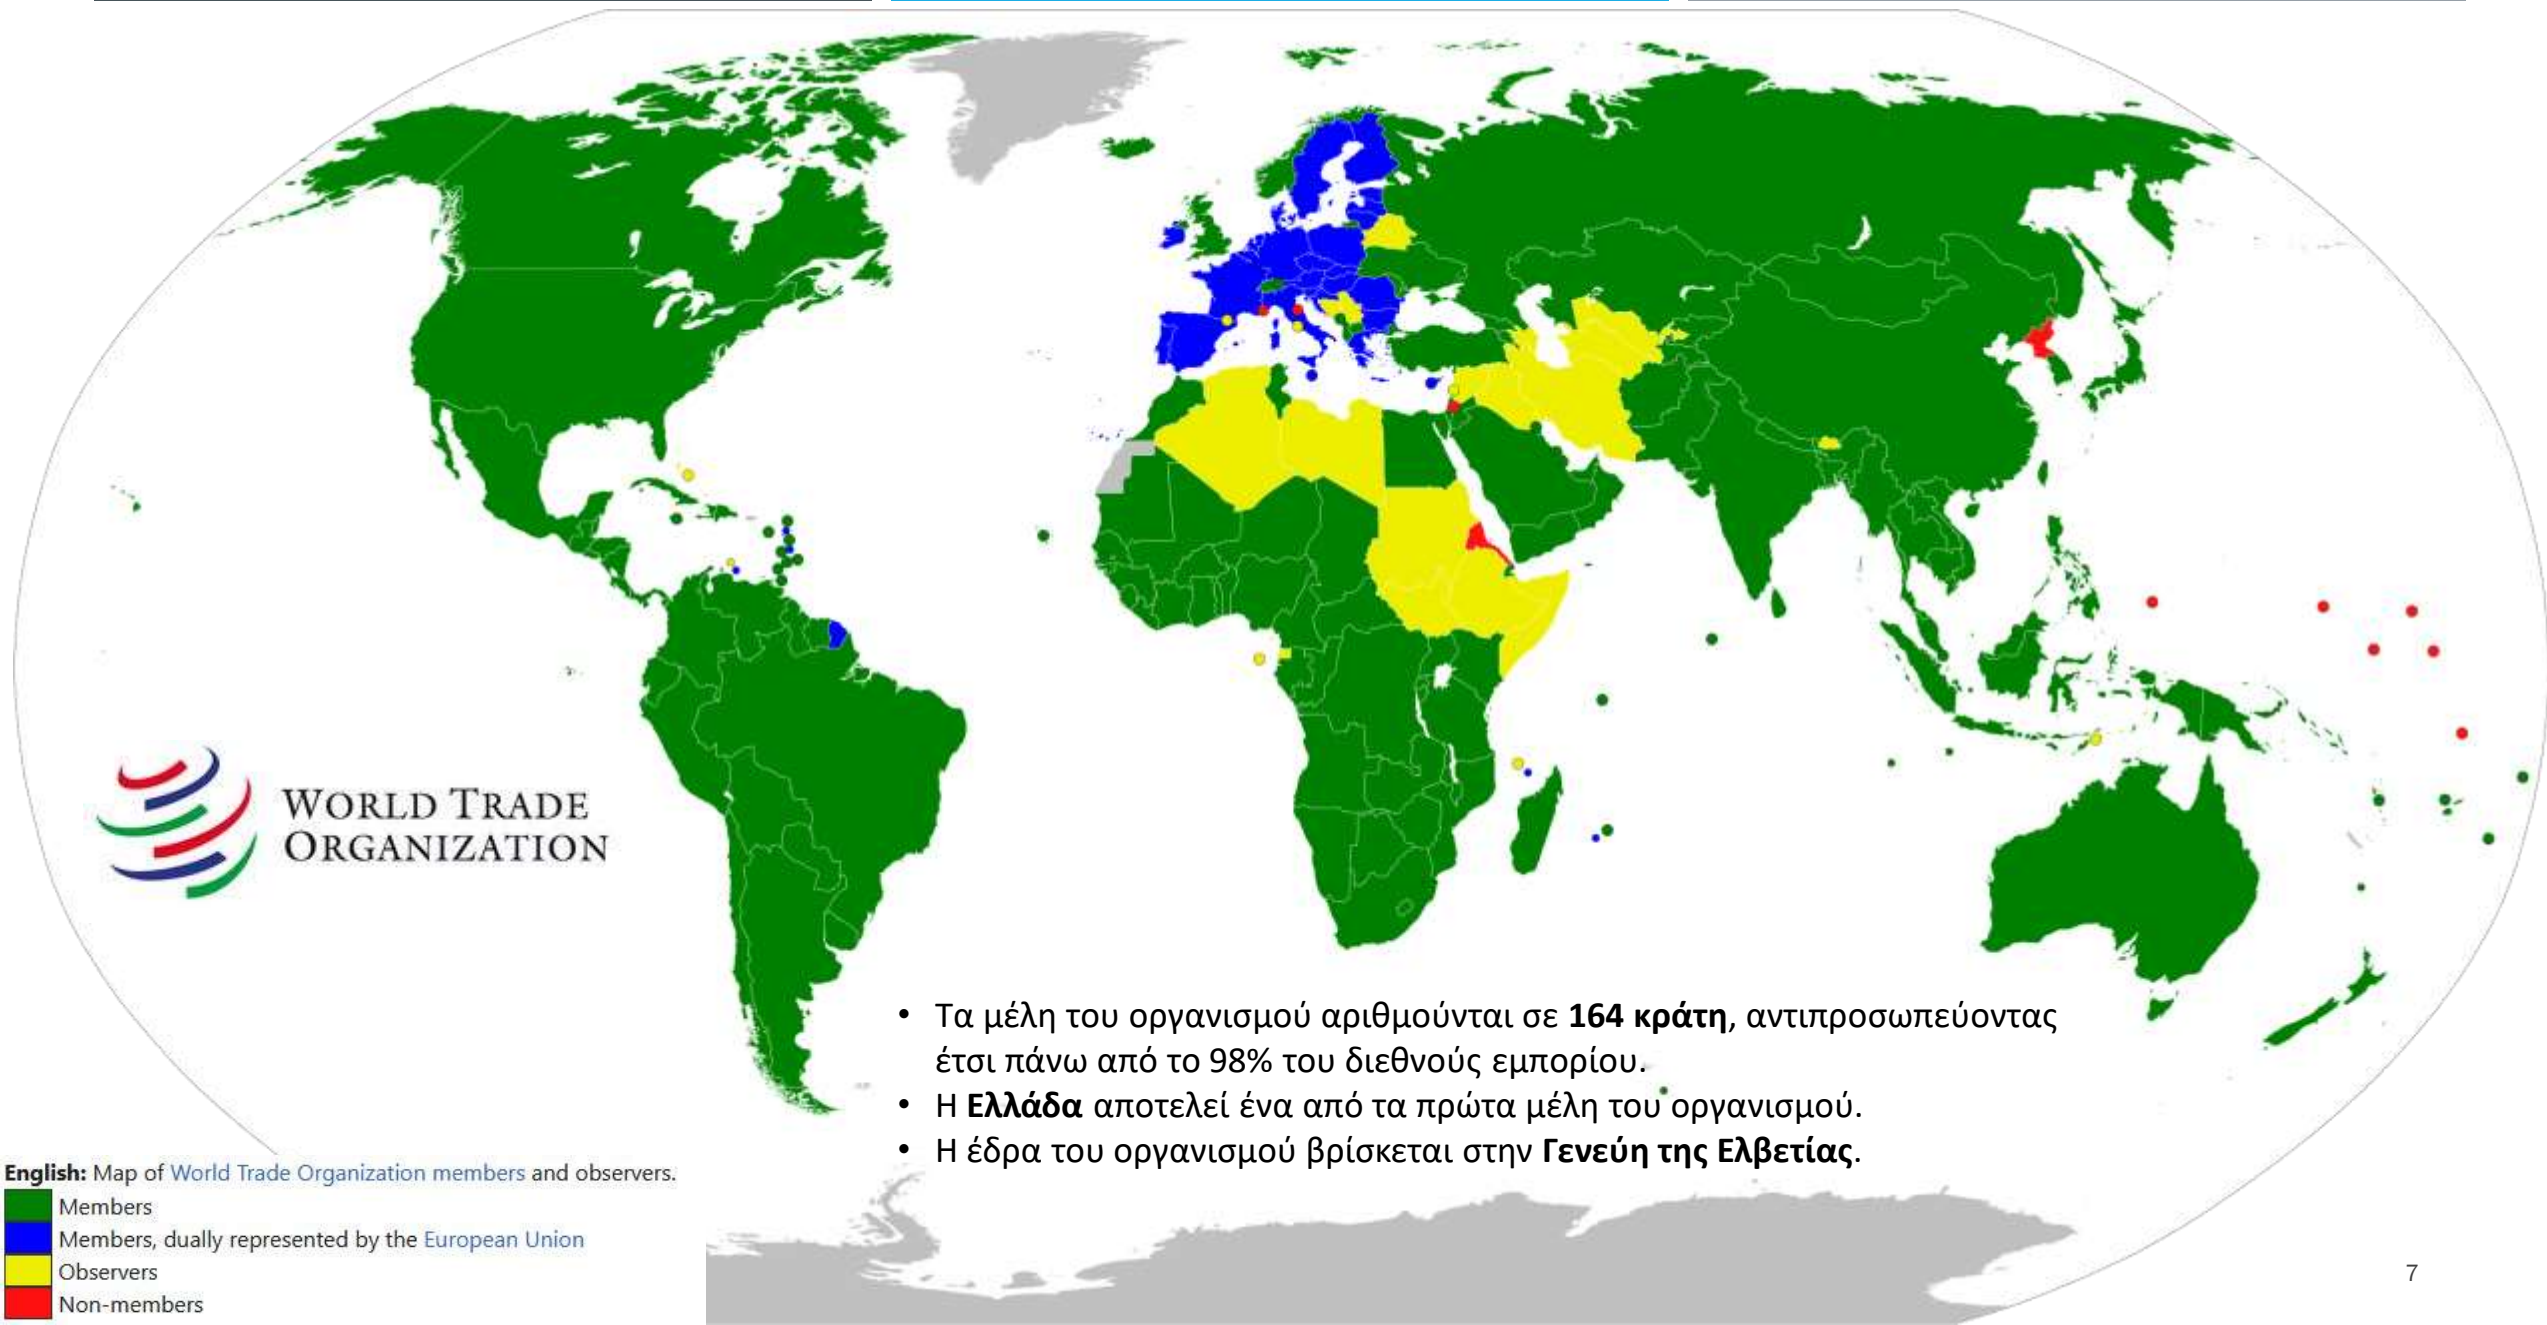 WORLD TRADE
ORGANIZATION
• Τα μέλη του οργανισμού αριθμούνται σε 164 κράτη, αντιπροσωπεύοντας
έτσι πάνω από το 98% του διεθνούς εμπορίου.
• Η Ελλάδα αποτελεί ένα από τα πρώτα μέλη του οργανισμού.
• Η έδρα του οργανισμού βρίσκεται στην Γενεύη της Ελβετίας.
English: Map of World Trade Organization members and observers.
Members
Members, dually represented by the European Union
Observers
Non-members
7